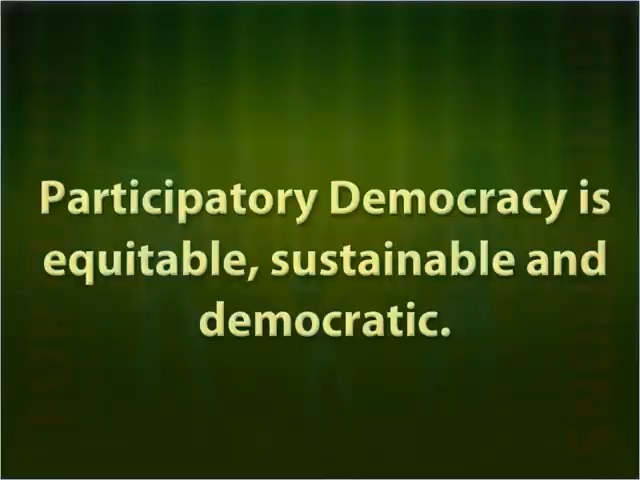 Participatory Democracy is
equitable, sustainable and
democratic.